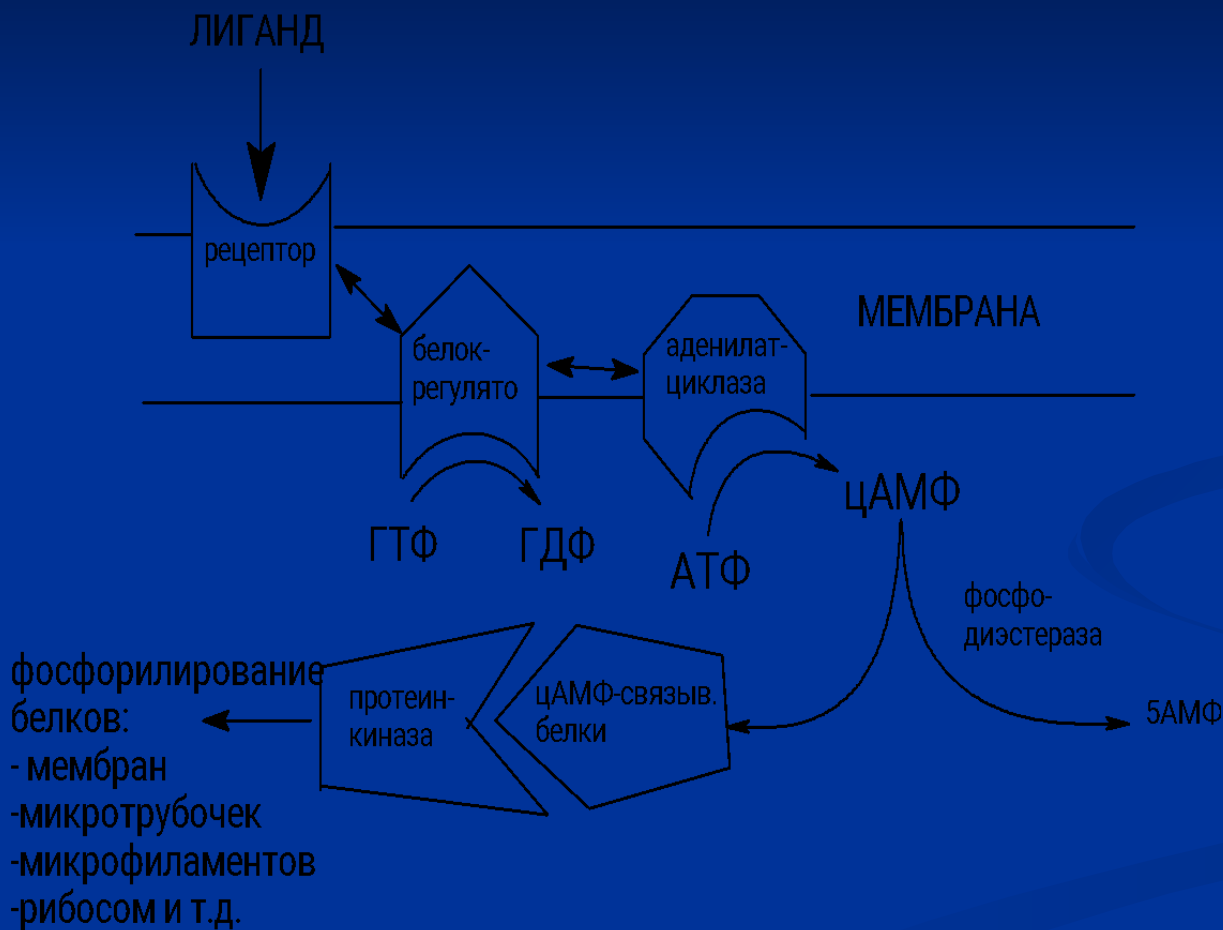 ЛИГАНД
рецептор
МЕМБРАНА
белок-
регулято
аденилат-
циклаза
ГТФ
ГДФ
АТФ
цАМФ
фосфо-
диэстераза
5АМФ
цАМФ-связыв.
белки
протеин-
киназа
фосфорилирование
белков:
- мембран
-микротрубочек
-микрофиламентов
-рибосом и т.д.